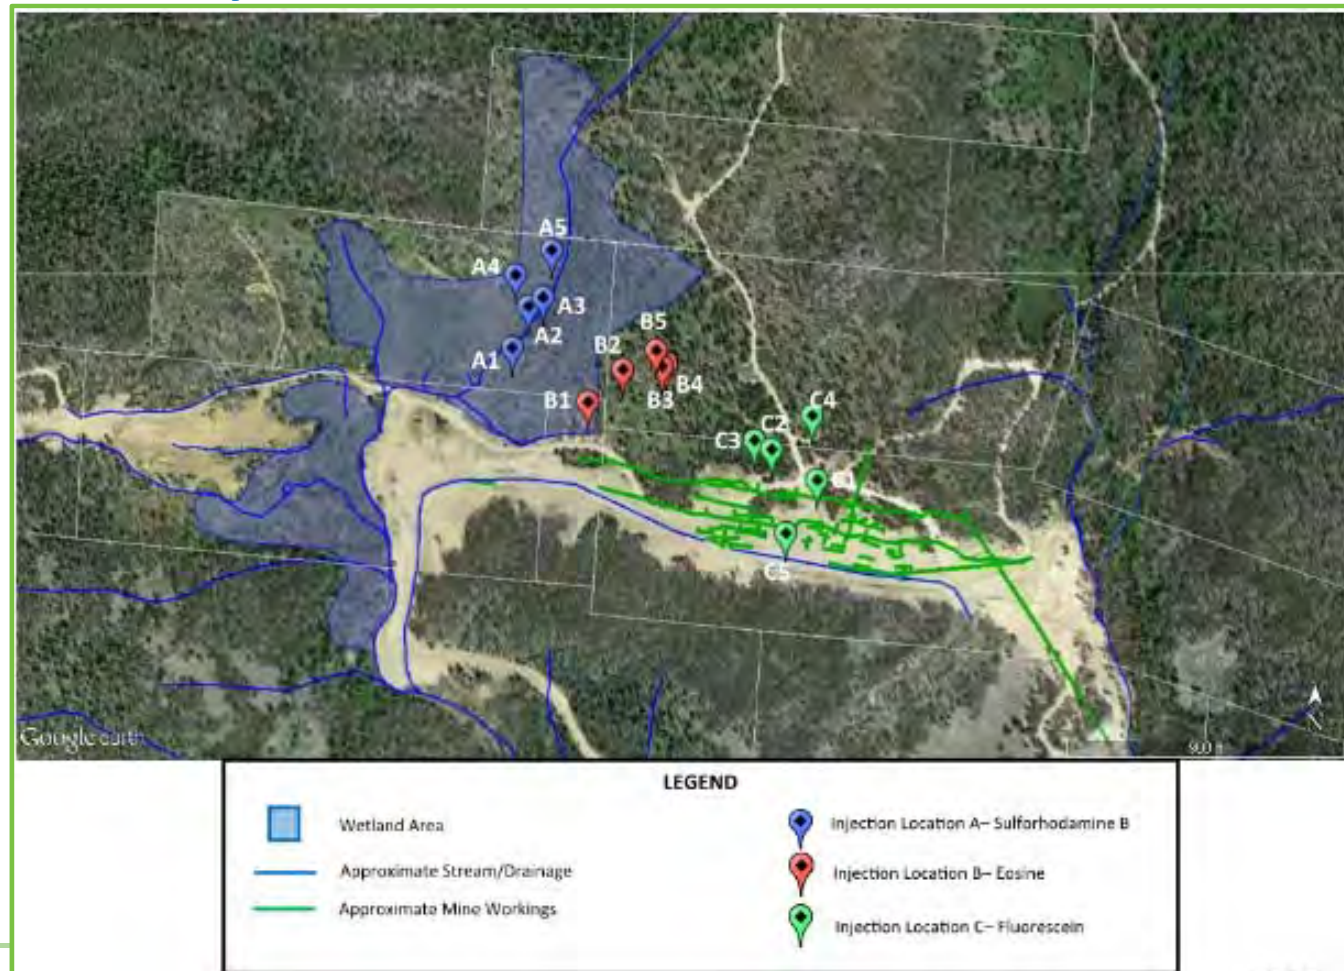 A5
A4
A3
A2
A1
B5
B2
B4
B1
B3
C4
C2
C3
C5
Google earth
LEGEND
Wetland Area
Injection Location A– Sulforhodamine B
Approximate Stream/Drainage
Injection Location B– Eosine
Approximate Mine Workings
Injection Location C– Fluorescein